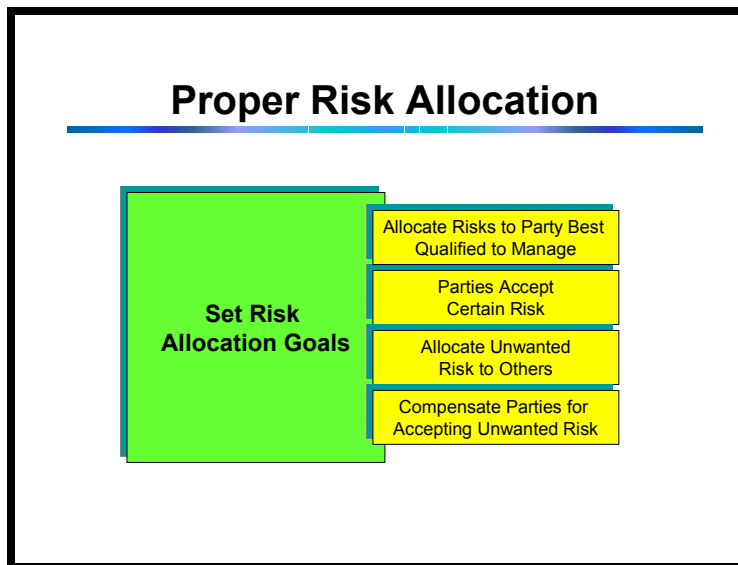 Proper Risk Allocation
Set Risk
Allocation Goals
Allocate Risks to Party Best
Qualified to Manage
Parties Accept
Certain Risk
Allocate Unwanted
Risk to Others
Compensate Parties for
Accepting Unwanted Risk